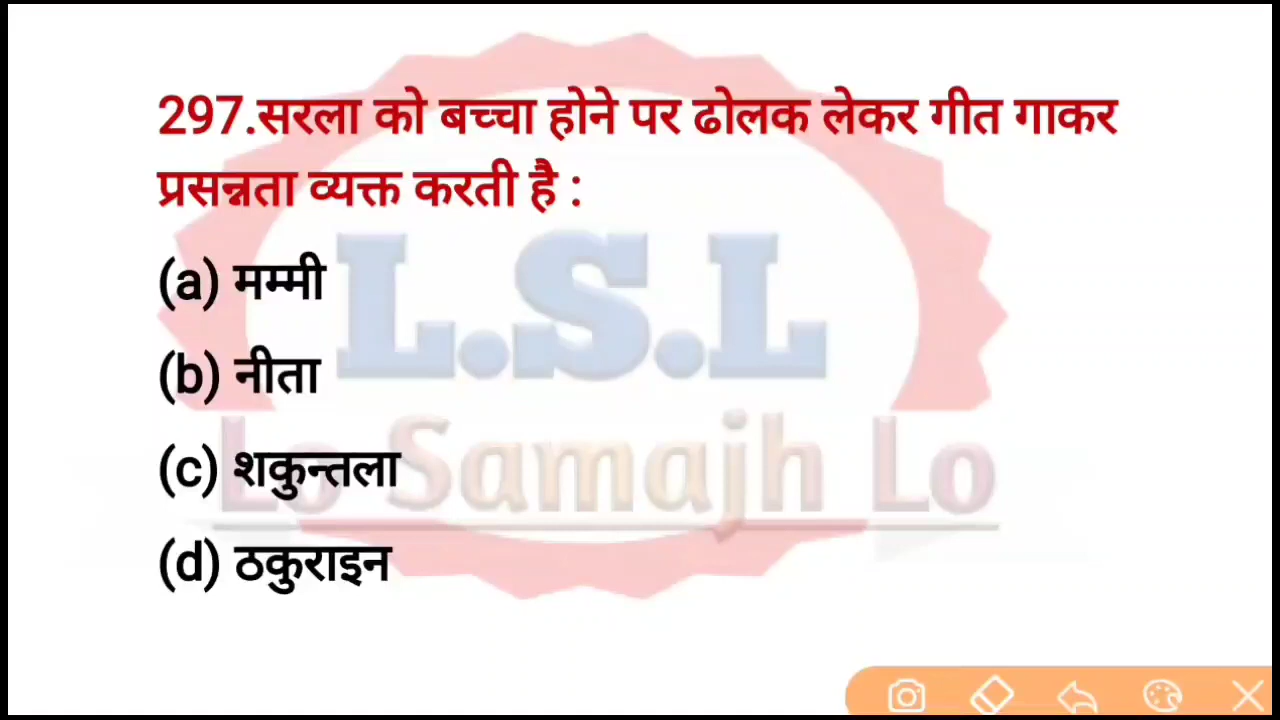 297.सरला को बच्चा होने पर ढोलक लेकर गीत गाकर
प्रसन्नता व्यक्त करती है :
(a) मम्मी
(b) नीता
(c) शकुन्तला
(d) ठकुराइन
L.S.L
Lo Samajh Lo